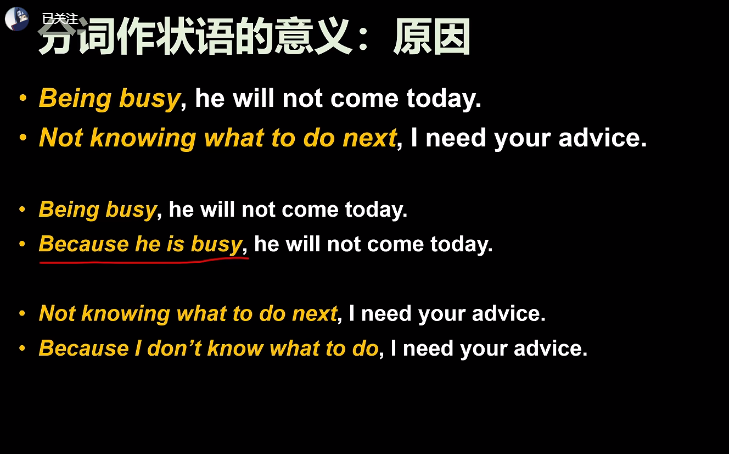 已关注
分词作状语的意义：原因
• Being busy, he will not come today.
• Not knowing what to do next, I need your advice.
• Being busy, he will not come today.
• Because he is busy, he will not come today.
• Not knowing what to do next, I need your advice.
• Because I don’t know what to do, I need your advice.